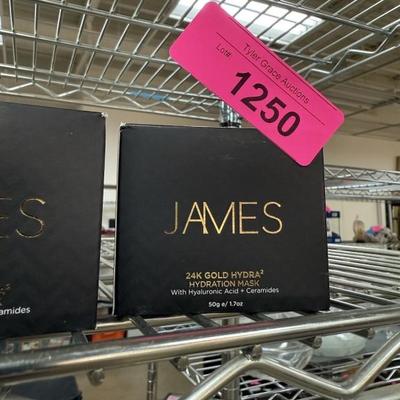 Tyler Grace Auctions
Lot#:
1250
ES
amides
JAMES
24K GOLD HYDRA²
HYDRATION MASK
With Hyaluronic Acid + Ceramides
50g e/ 1.7oz